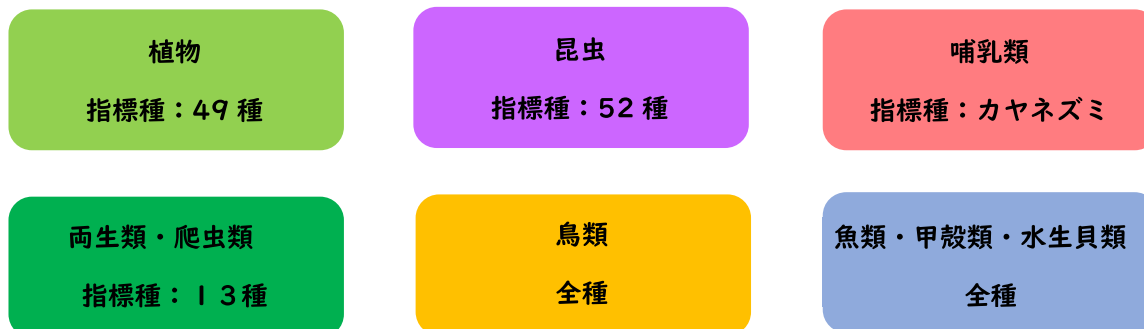 植物
指標種：49 種
昆虫
指標種：52 種
哺乳類
指標種：カヤネズミ
両生類・爬虫類
指標種：１３種
鳥類
全種
魚類・甲殻類・水生貝類
全種